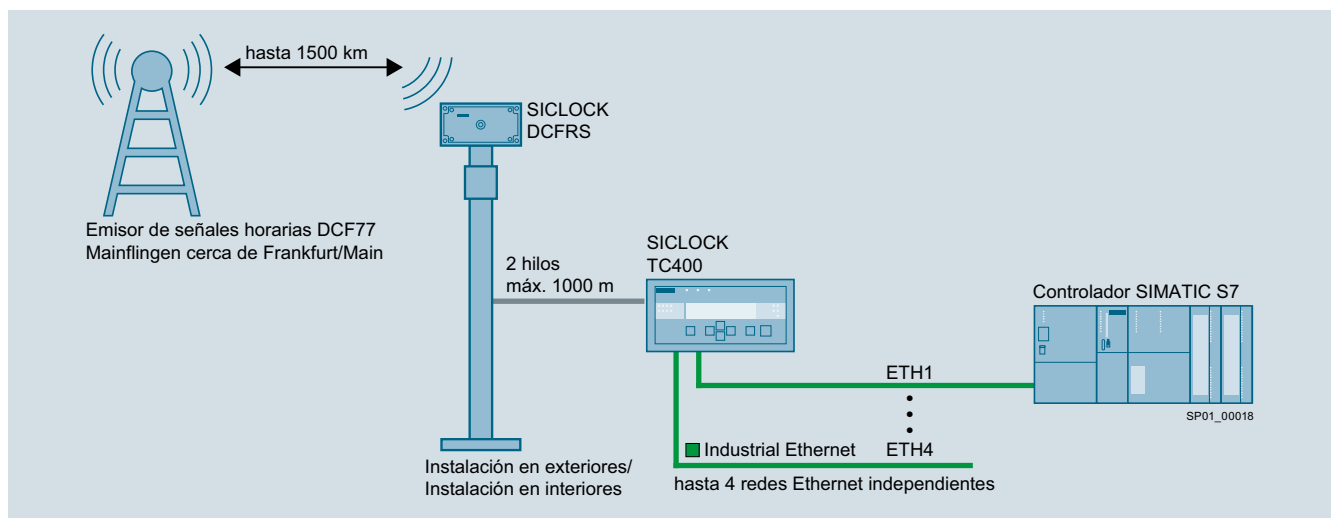 hasta 1500 km
SICLOCK
DCFRS
Emisor de señales horarias DCF77
Mainflingen cerca de Frankfurt/Main
2 hilos
máx. 1000 m
SICLOCK
TC400
Controlador SIMATIC S7
ETH1
SP01_00018
Industrial Ethernet
ETH4
hasta 4 redes Ethernet independientes
Instalación en exteriores/
Instalación en interiores